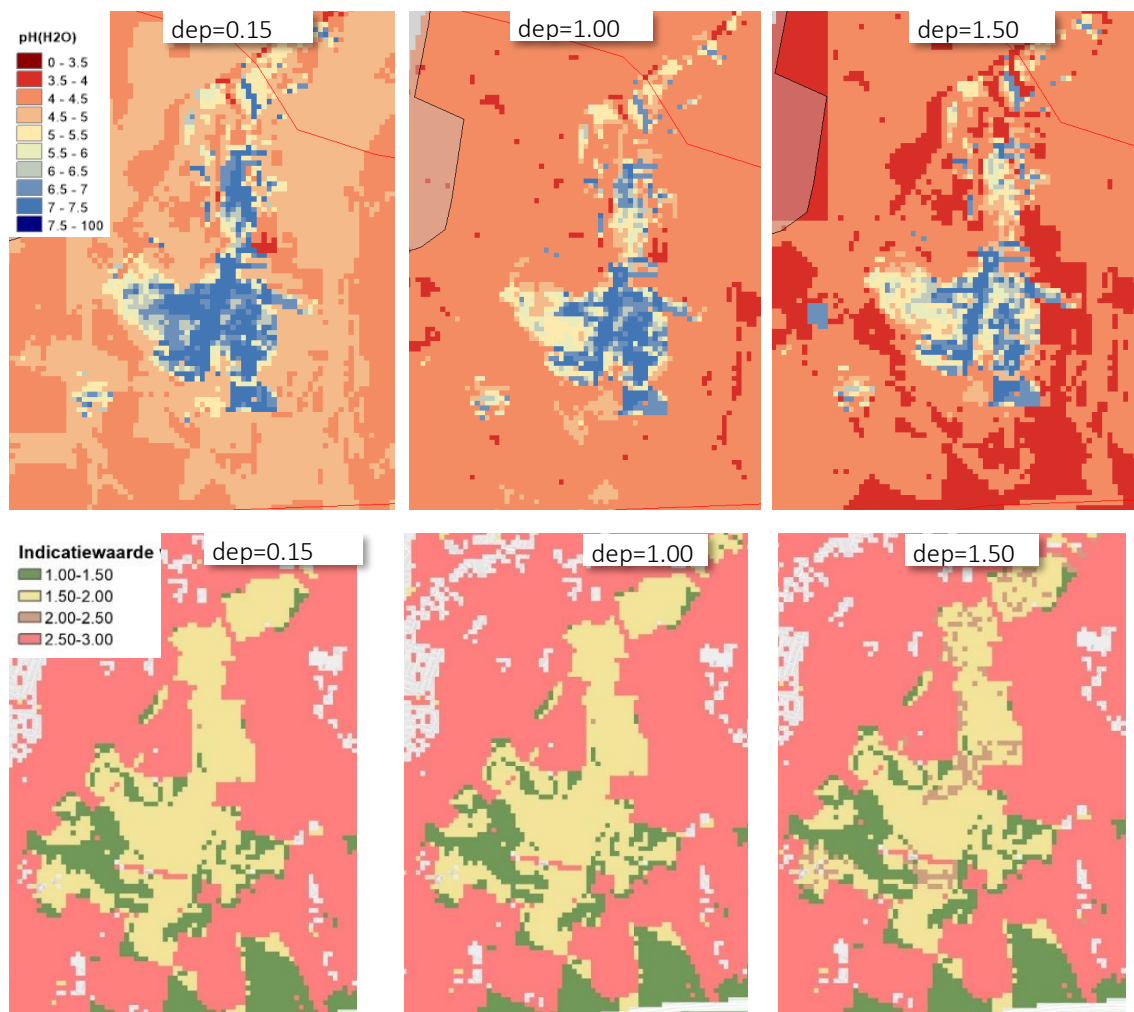 dep=0.15
dep=1.00
dep=1.50
pH(H2O)
0 - 3.5
3.5 - 4
4 - 4.5
4.5 - 5
5 - 5.5
5.5 - 6
6 - 6.5
6.5 - 7
7 - 7.5
7.5 - 100
dep=0.15
dep=1.00
dep=1.50
Indicatiewaarde
1.00-1.50
1.50-2.00
2.00-2.50
2.50-3.00